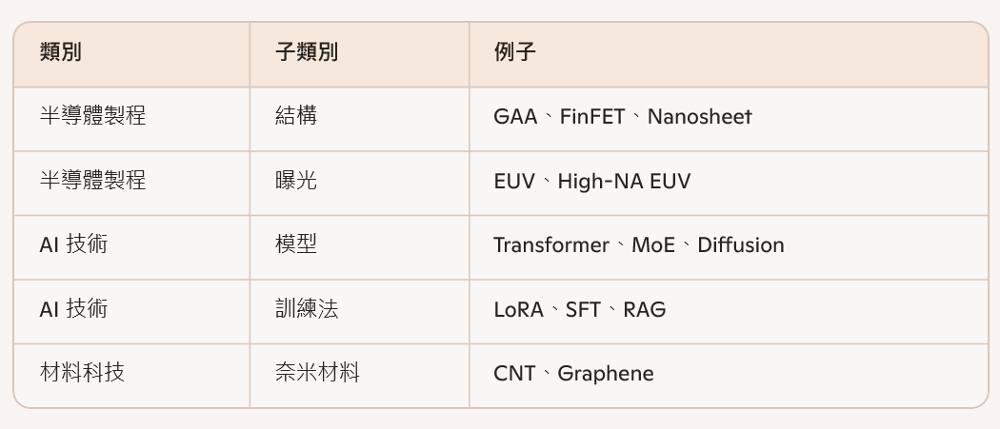 類別 子類別 例子
半導體製程 結構 GAA、FinFET、Nanosheet
半導體製程 曝光 EUV、High-NA EUV
AI 技術 模型 Transformer、MoE、Diffusion
AI 技術 訓練法 LoRA、SFT、RAG
材料科技 奈米材料 CNT、Graphene